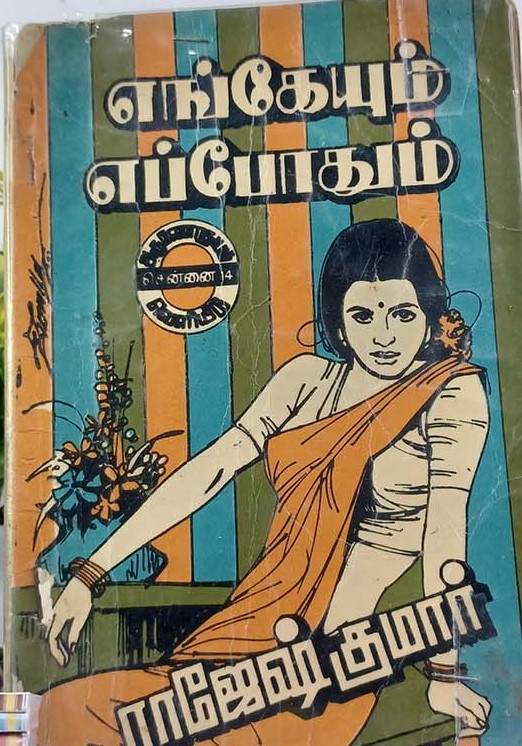 எங்கேயும்
எப்போதும்
சென்னை 14
வெளியீடு
ராஜேஷ் குமார்